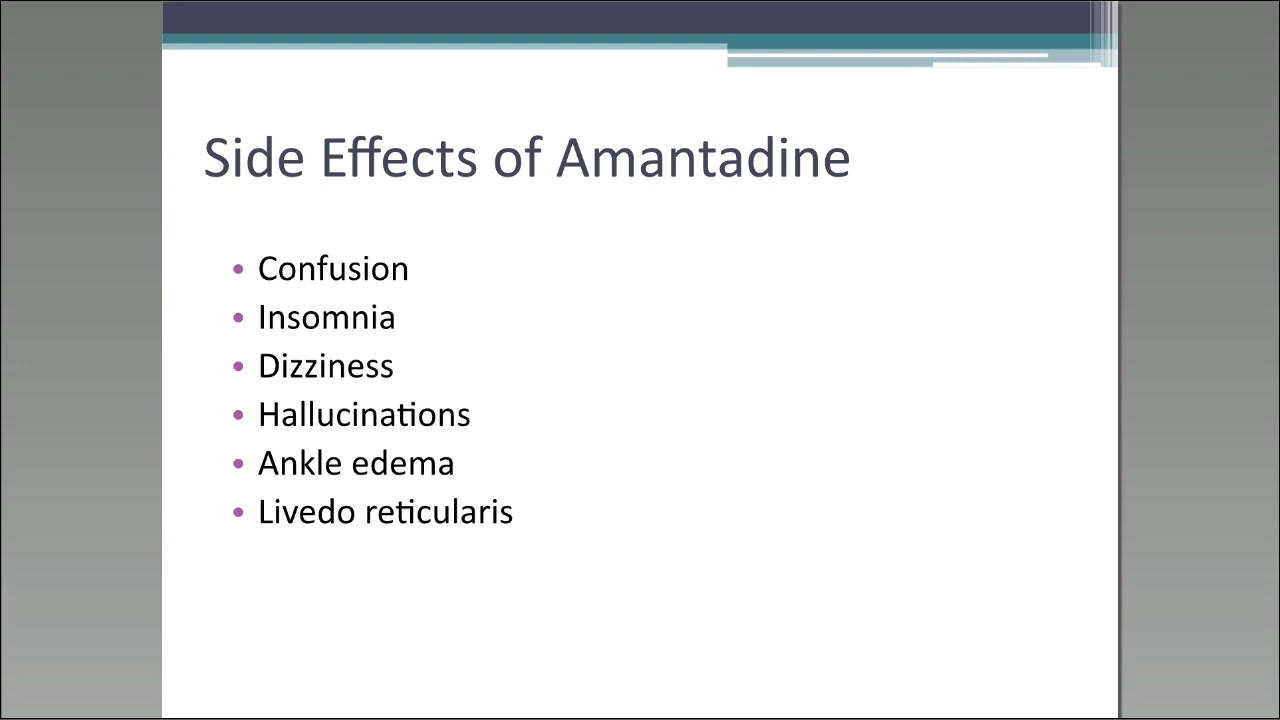 Side Effects of Amantadine
• Confusion
• Insomnia
• Dizziness
• Hallucinations
• Ankle edema
• Livedo reticularis